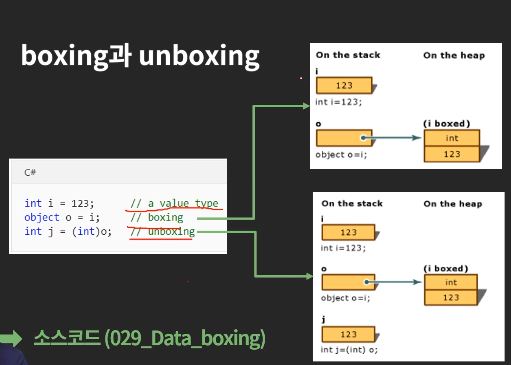 boxing과 unboxing
C#
int i = 123; // a value type
object o = i; // boxing
int j = (int)o; // unboxing
소스코드 (029_Data_boxing)
On the stack On the heap
i
123
int i=123;
o (i boxed)
int
object o=i; 123
On the stack On the heap
i
123
int i=123;
o (i boxed)
int
object o=i; 123
j
123
int j=(int) o;